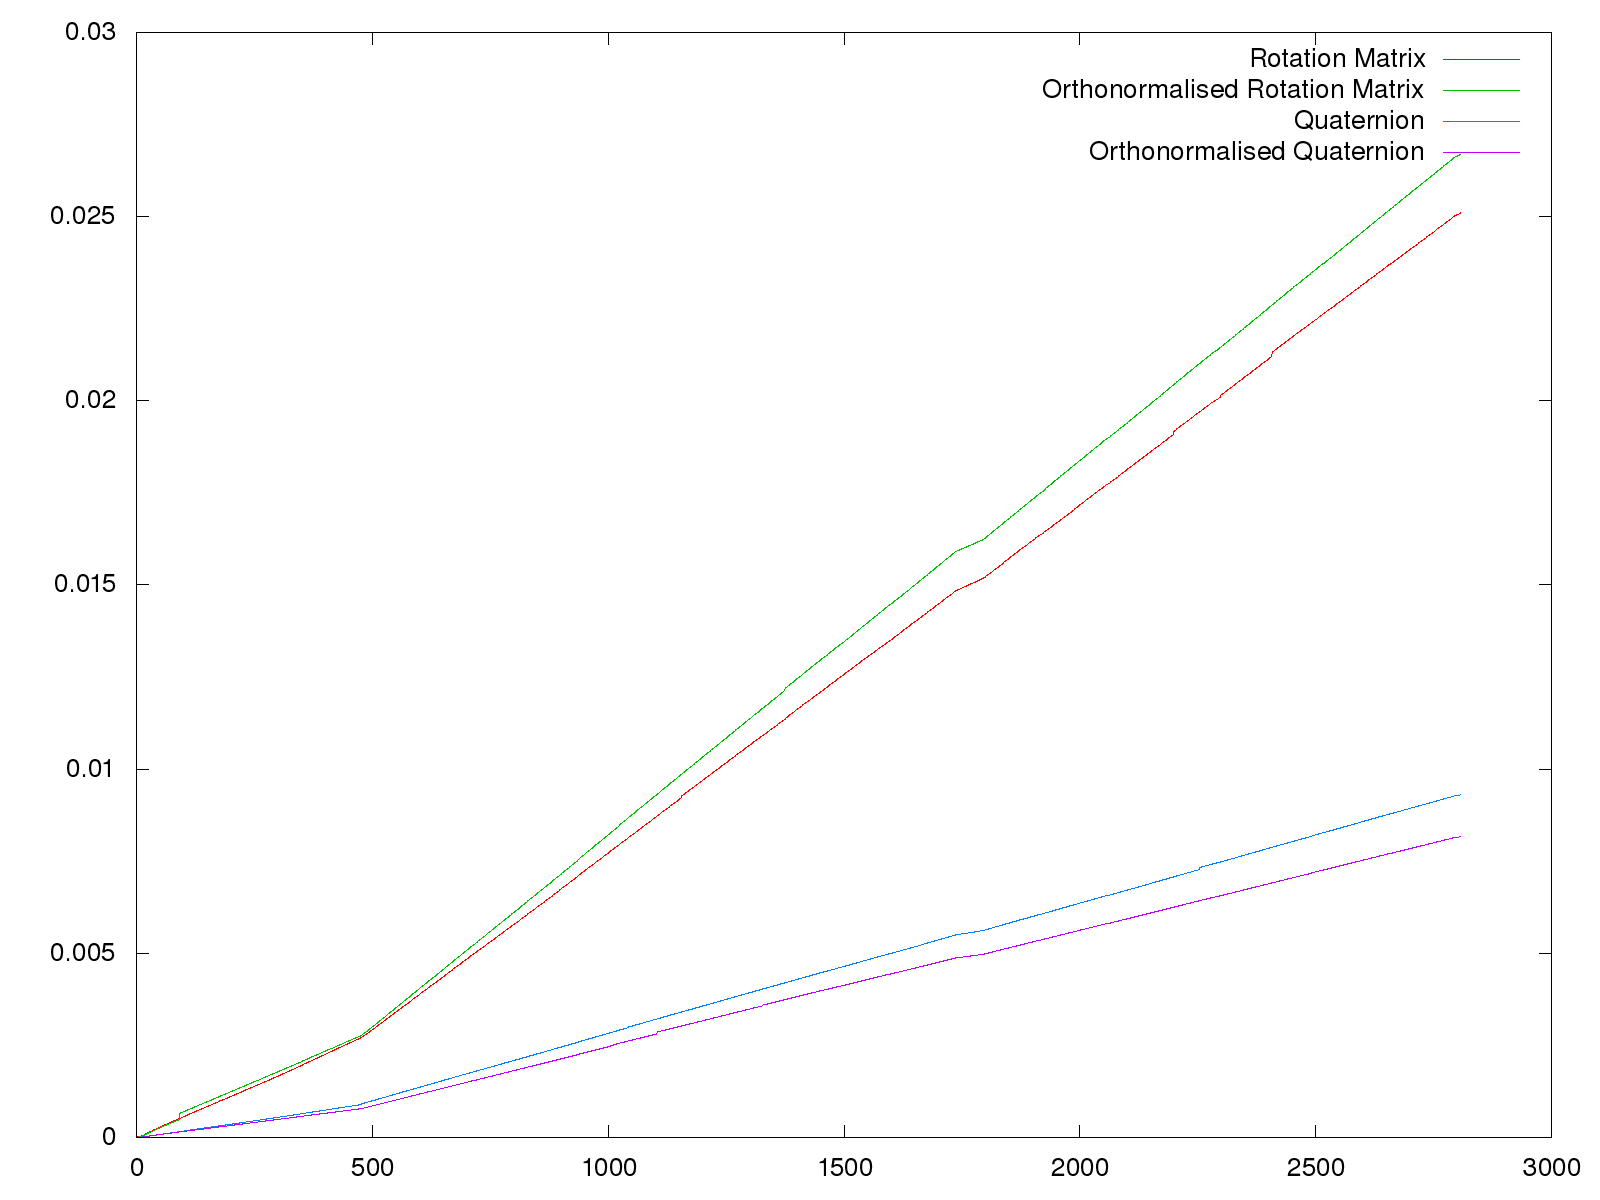 0.03
Rotation Matrix
Orthonormalised Rotation Matrix
Quaternion
Orthonormalised Quaternion
0.025
0.02
0.015
0.01
0.005
0
0 500 1000 1500 2000 2500 3000